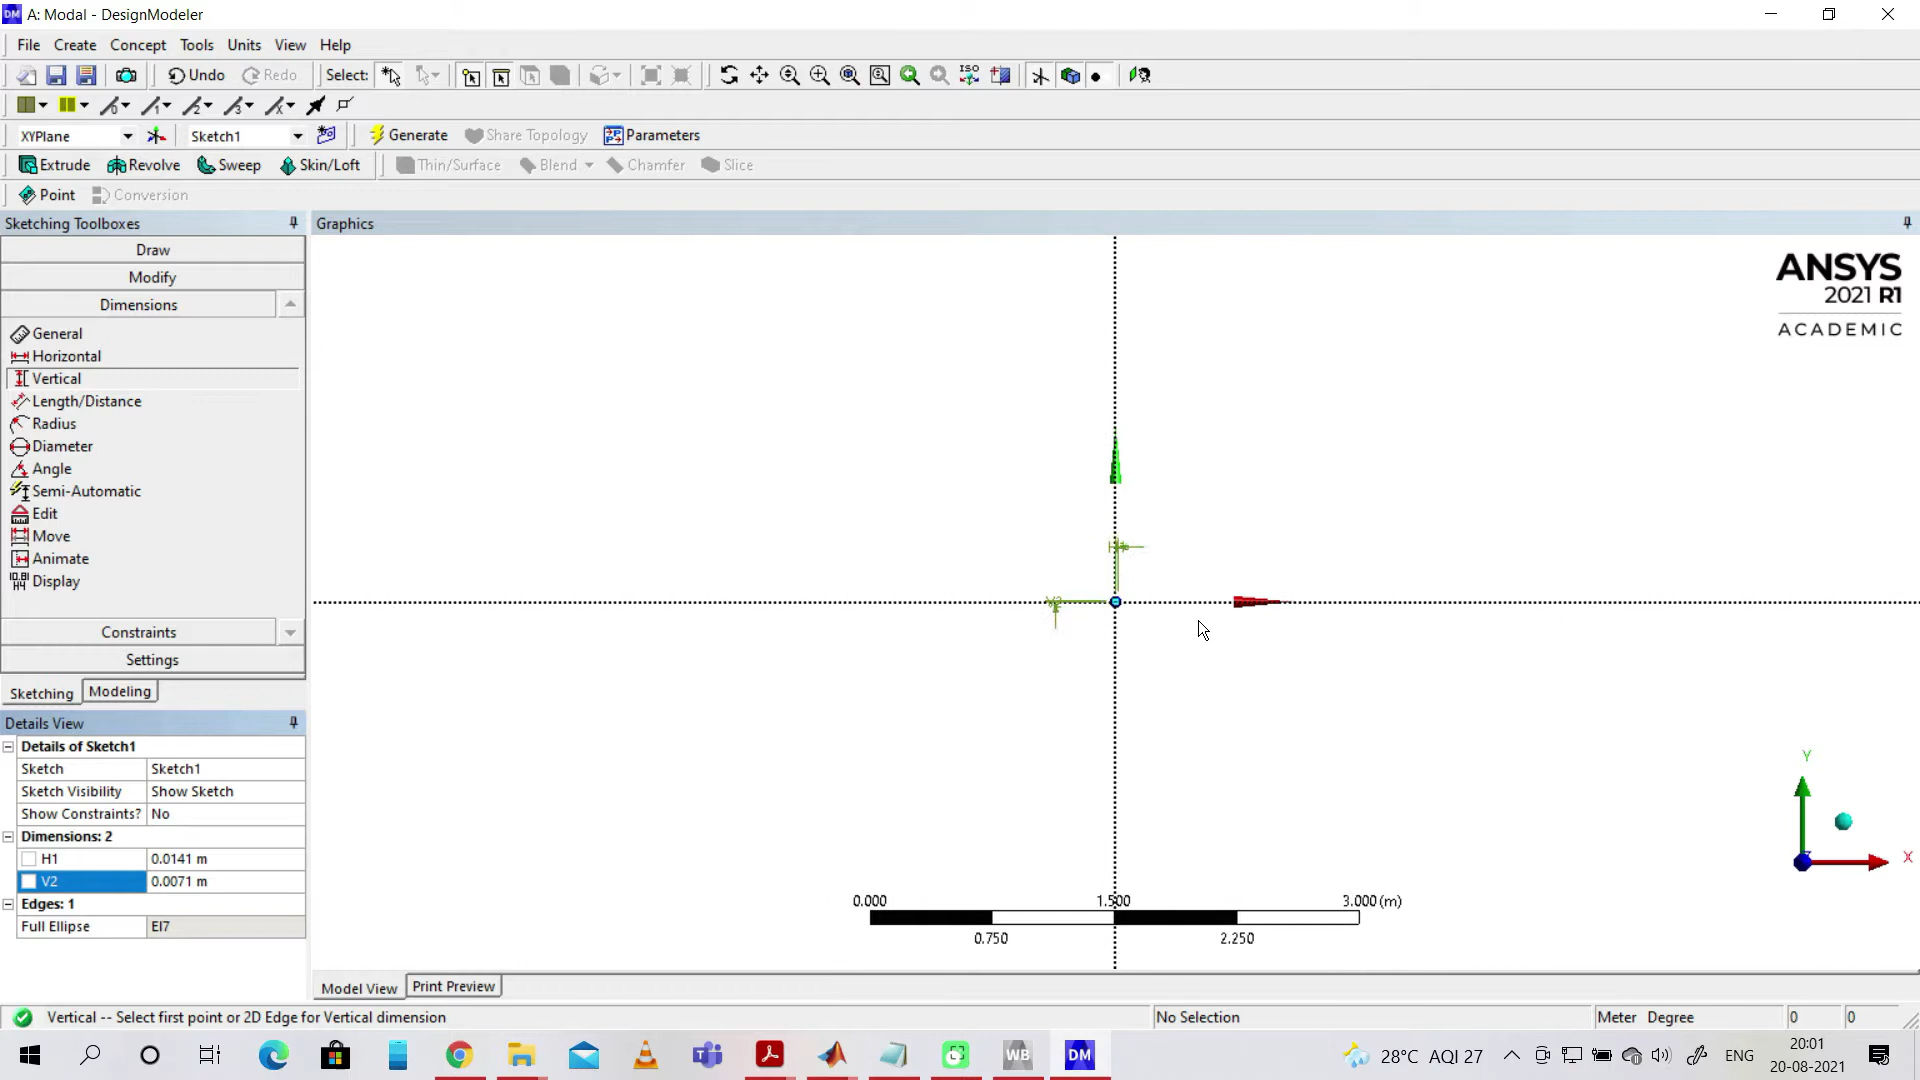 DM A: Modal - DesignModeler
File Create Concept Tools Units View Help
Undo Redo Select: ISO
XYPlane Sketch1 Generate Share Topology Parameters
Extrude Revolve Sweep Skin/Loft Thin/Surface Blend Chamfer Slice
Point Conversion
Sketching Toolboxes
Draw
Modify
Dimensions
General
Horizontal
Vertical
Length/Distance
Radius
Diameter
Angle
Semi-Automatic
Edit
Move
Animate
Display
Constraints
Settings
Sketching Modeling
Details View
Details of Sketch1
Sketch Sketch1
Sketch Visibility Show Sketch
Show Constraints? No
Dimensions: 2
H1 0.0141 m
V2 0.0071 m
Edges: 1
Full Ellipse El7
Graphics
ANSYS
2021 R1
ACADEMIC
Y
X
0.000 1.500 3.000 (m)
0.750 2.250
Model View Print Preview
Vertical -- Select first point or 2D Edge for Vertical dimension No Selection Meter Degree 0 0
WB DM 28°C AQI 27 ENG 20:01
20-08-2021